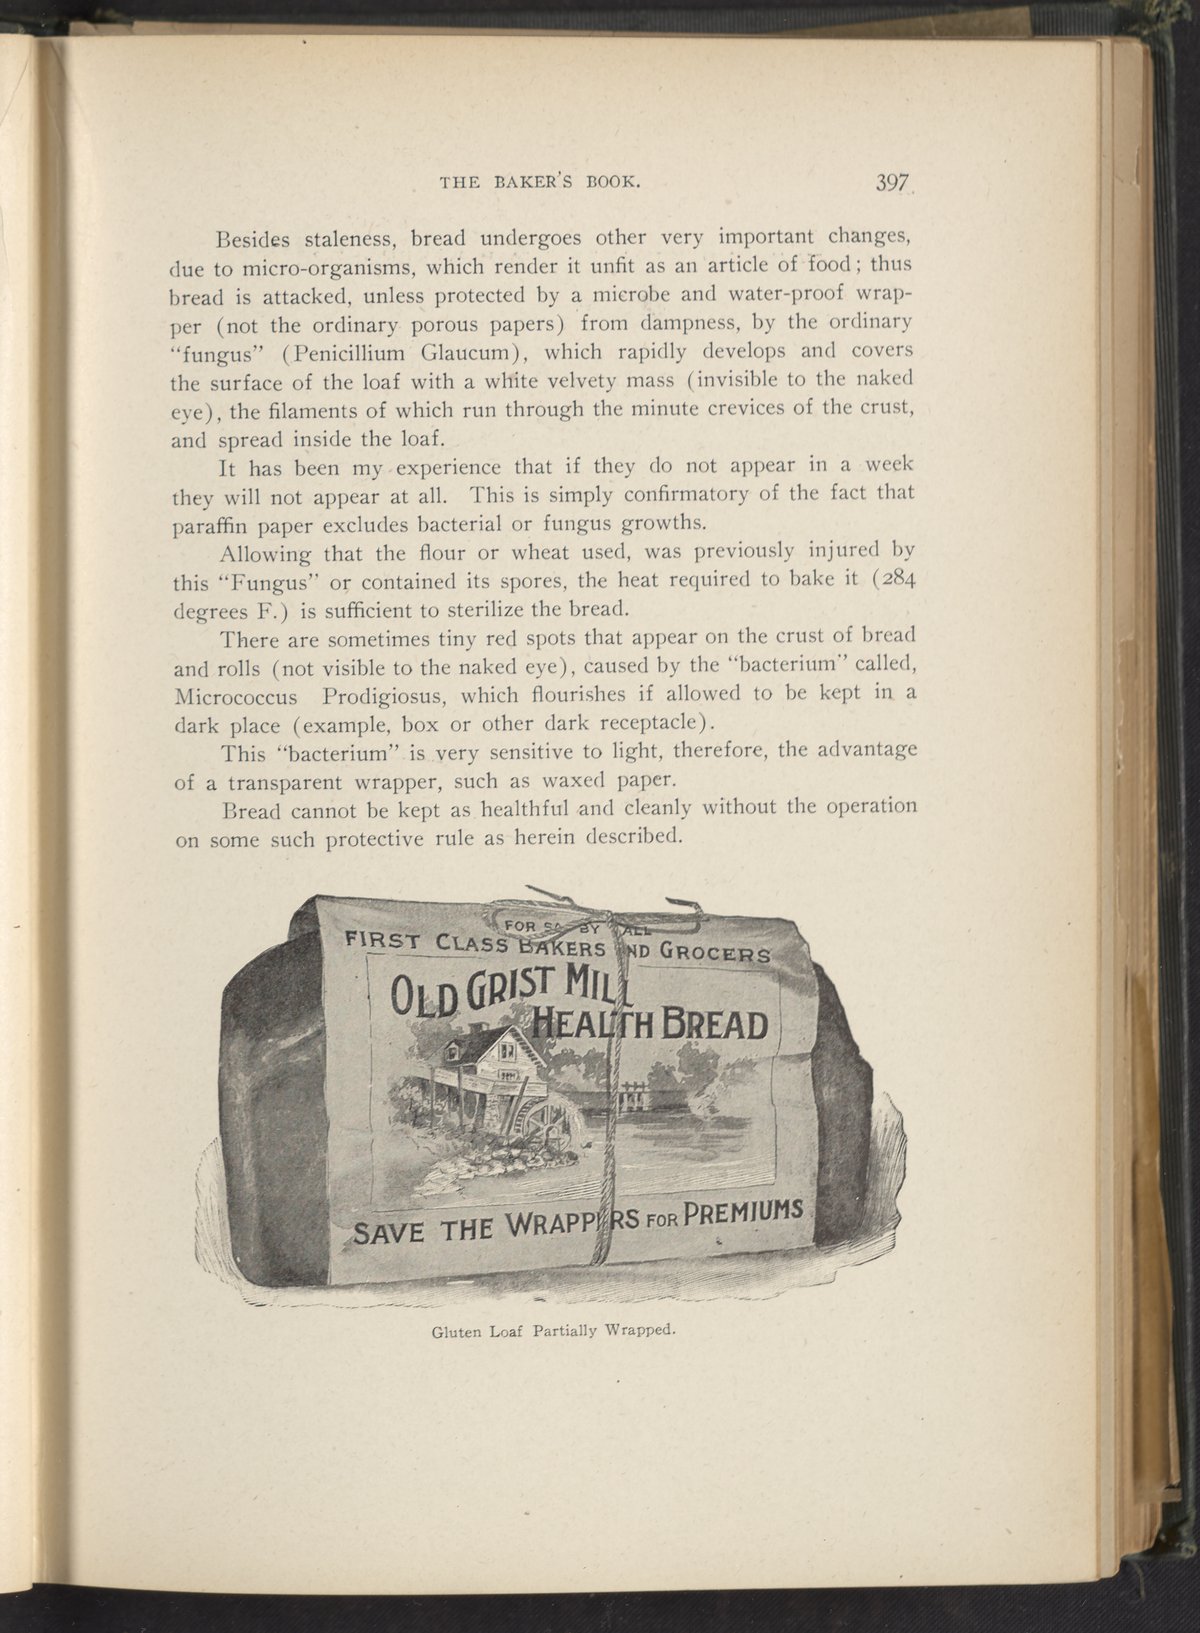 THE BAKER'S BOOK. 397
Besides staleness, bread undergoes other very important changes,
due to micro-organisms, which render it unfit as an article of food; thus
bread is attacked, unless protected by a microbe and water-proof wrap-
per (not the ordinary porous papers) from dampness, by the ordinary
"fungus" (Penicillium Glaucum), which rapidly develops and covers
the surface of the loaf with a white velvety mass (invisible to the naked
eye), the filaments of which run through the minute crevices of the crust,
and spread inside the loaf.
It has been my experience that if they do not appear in a week
they will not appear at all. This is simply confirmatory of the fact that
paraffin paper excludes bacterial or fungus growths.
Allowing that the flour or wheat used, was previously injured by
this "Fungus" or contained its spores, the heat required to bake it (284
degrees F.) is sufficient to sterilize the bread.
There are sometimes tiny red spots that appear on the crust of bread
and rolls (not visible to the naked eye), caused by the "bacterium" called,
Micrococcus Prodigiosus, which flourishes if allowed to be kept in a
dark place (example, box or other dark receptacle).
This "bacterium" is very sensitive to light, therefore, the advantage
of a transparent wrapper, such as waxed paper.
Bread cannot be kept as healthful and cleanly without the operation
on some such protective rule as herein described.
FOR SA BY ALL
FIRST CLASS BAKERS ND GROCERS
OLD GRIST MILL
HEALTH BREAD
SAVE THE WRAPPERS FOR PREMIUMS
Gluten Loaf Partially Wrapped.